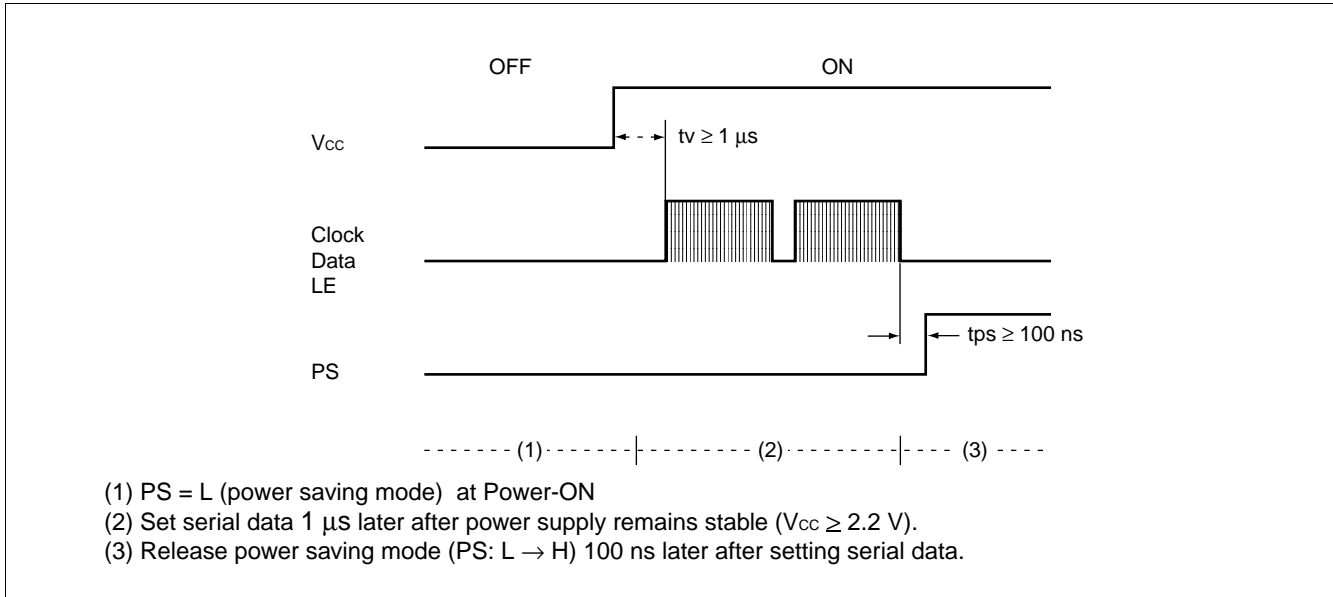 OFF ON
Vcc
tv ≥ 1 μs
Clock
Data
LE
tps ≥ 100 ns
PS
(1) (2) (3)
(1) PS = L (power saving mode) at Power-ON
(2) Set serial data 1 μs later after power supply remains stable (Vcc ≥ 2.2 V).
(3) Release power saving mode (PS: L → H) 100 ns later after setting serial data.